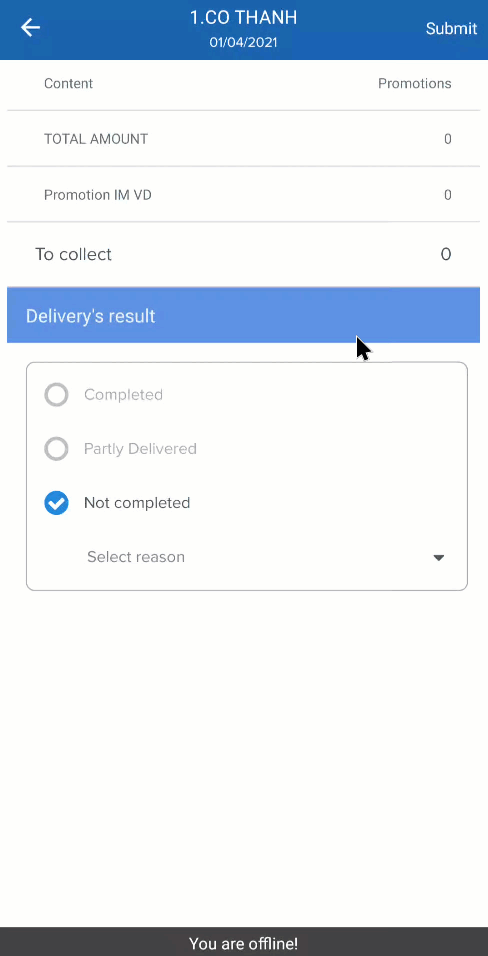 1.CO THANH
01/04/2021
Submit
Content Promotions
TOTAL AMOUNT 0
Promotion IM VD 0
To collect 0
Delivery's result
Completed
Partly Delivered
Not completed
Select reason
You are offline!